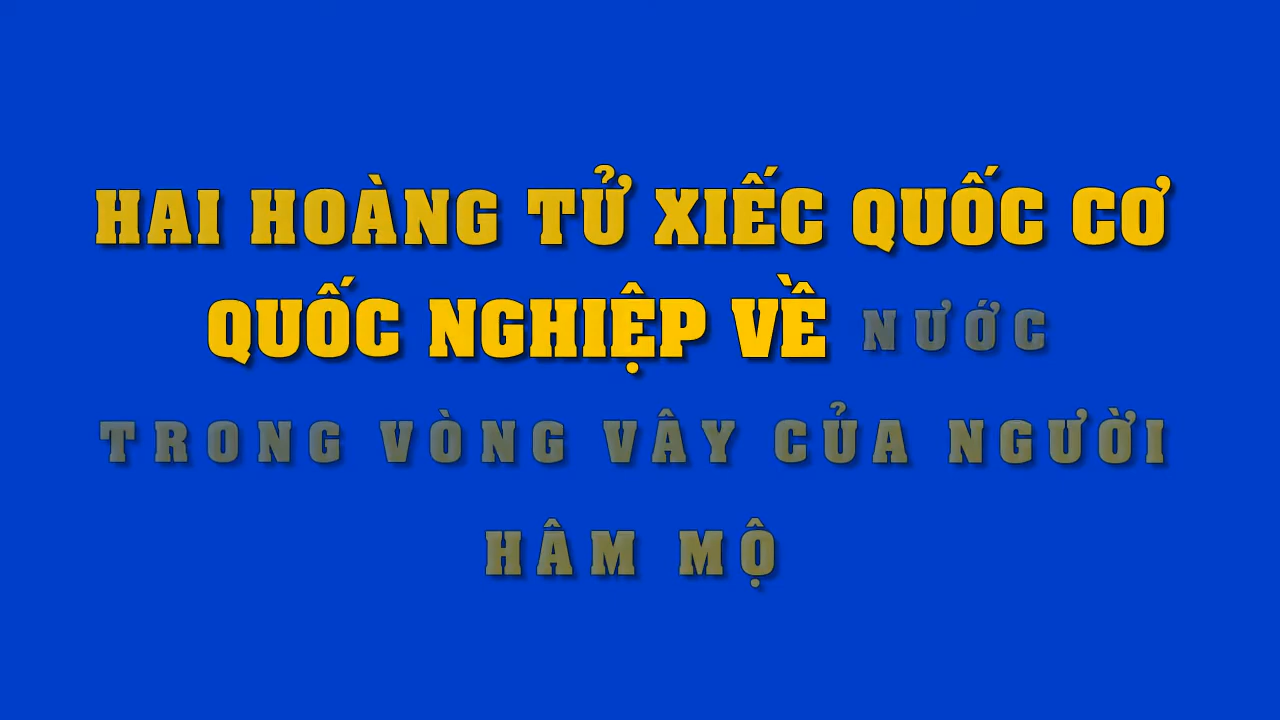 HAI HOÀNG TỬ XIẾC QUỐC CƠ
QUỐC NGHIỆP VỀ NƯỚC
TRONG VÒNG VÂY CỦA NGƯỜI
HÂM MỘ